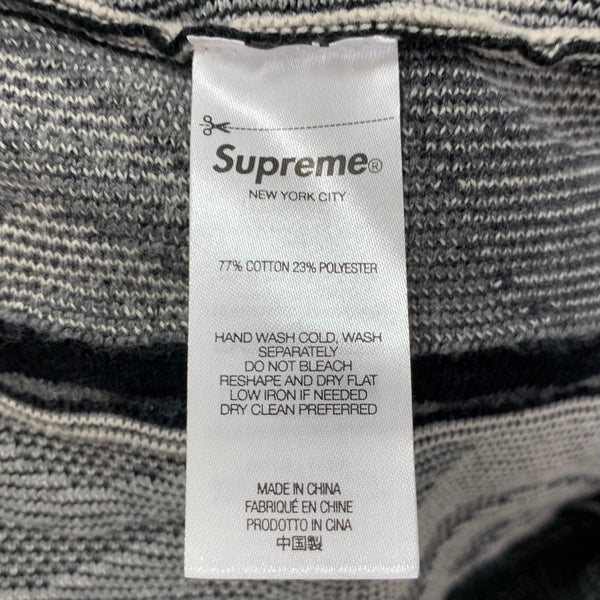 Supreme®
NEW YORK CITY
77% COTTON 23% POLYESTER
HAND WASH COLD, WASH
SEPARATELY
DO NOT BLEACH
RESHAPE AND DRY FLAT
LOW IRON IF NEEDED
DRY CLEAN PREFERRED
MADE IN CHINA
FABRIQUÉ EN CHINE
PRODOTTO IN CINA
中国製